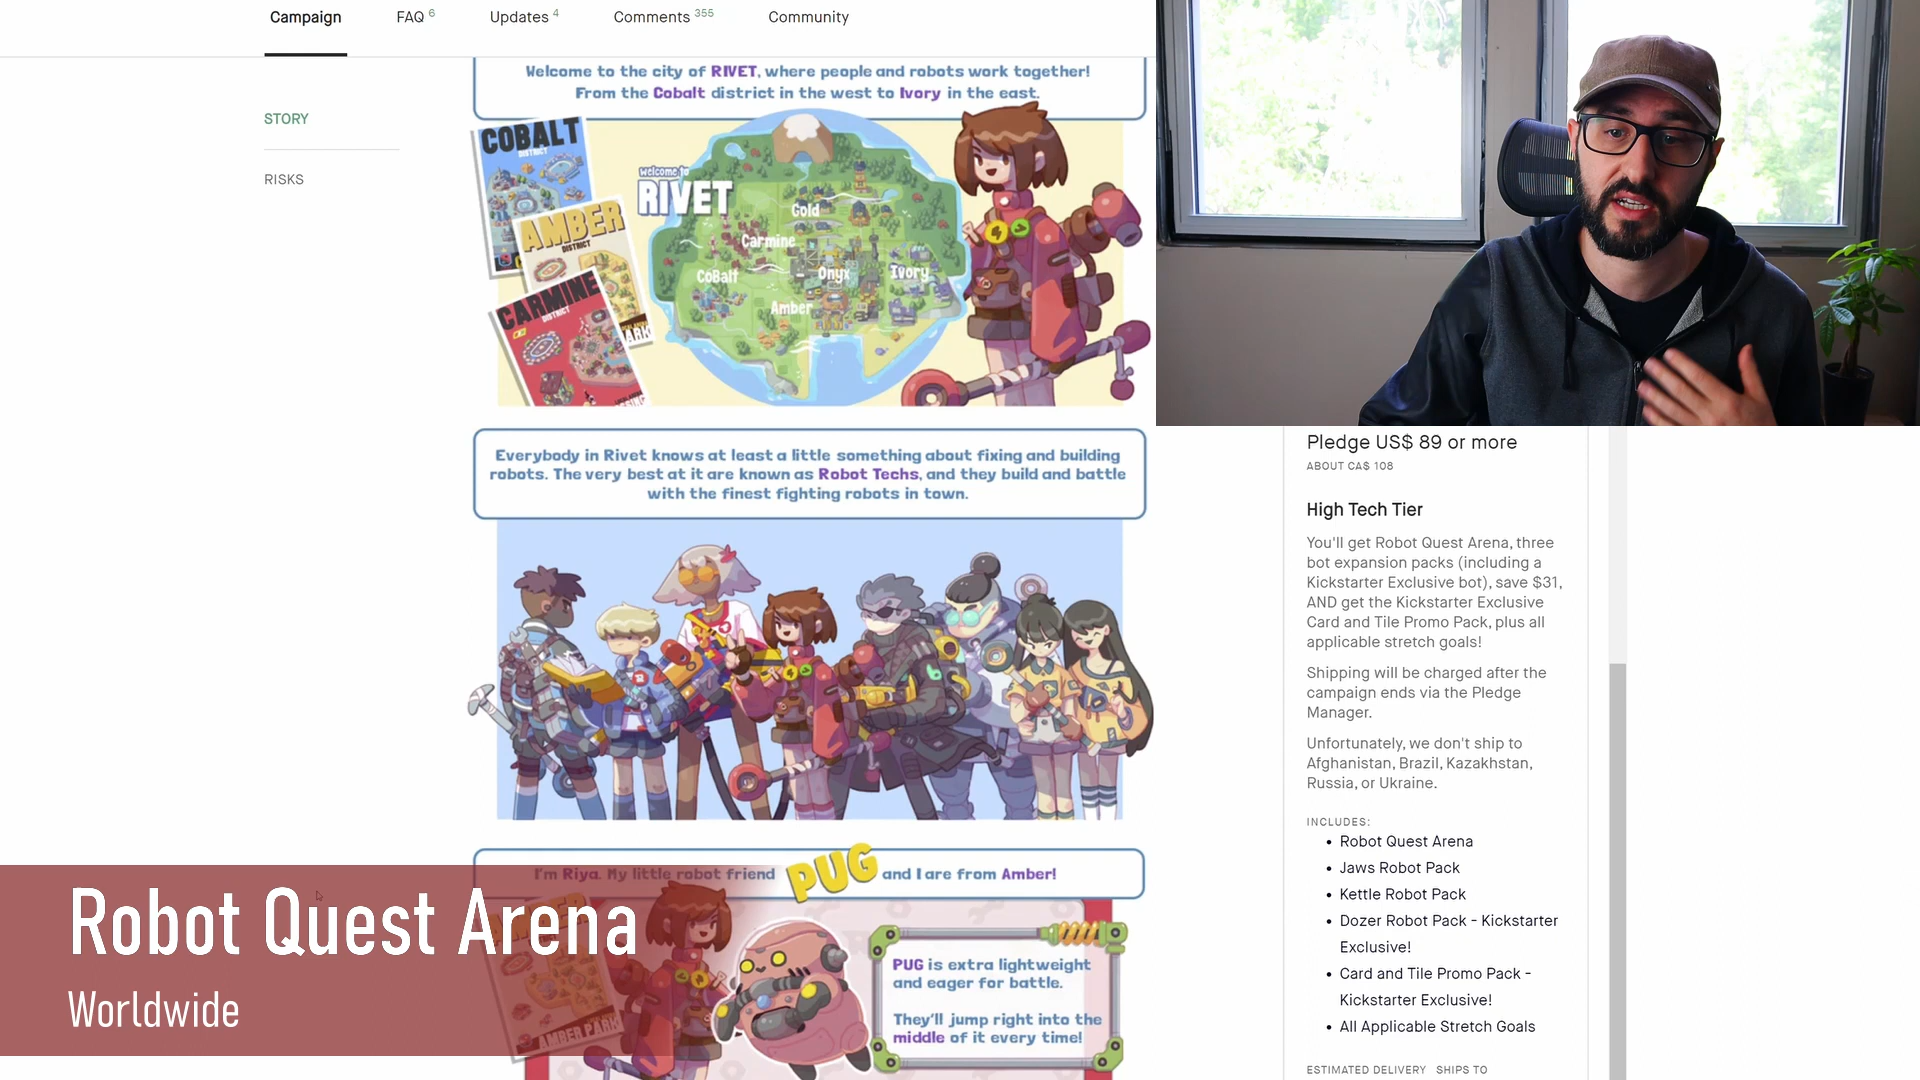 Campaign
FAQ 6
Updates 4
Comments 355
Community
STORY
RISKS
Welcome to the city of RIVET, where people and robots work together!
From the Cobalt district in the west to Ivory in the east.
COBALT
DISTRICT
AMBER
DISTRICT
CARMINE
DISTRICT
welcome to
RIVET
Gold
Carmine
Cobalt
Onyx
Ivory
Amber
Everybody in Rivet knows at least a little something about fixing and building
robots. The very best at it are known as Robot Techs, and they build and battle
with the finest fighting robots in town.
I'm Riya. My little robot friend PUG and I are from Amber!
AMBER PARK
PUG is extra lightweight
and eager for battle.
They'll jump right into the
middle of it every time!
Robot Quest Arena
Worldwide
Pledge US$ 89 or more
ABOUT CA$ 108
High Tech Tier
You'll get Robot Quest Arena, three
bot expansion packs (including a
Kickstarter Exclusive bot), save $31,
AND get the Kickstarter Exclusive
Card and Tile Promo Pack, plus all
applicable stretch goals!
Shipping will be charged after the
campaign ends via the Pledge
Manager.
Unfortunately, we don't ship to
Afghanistan, Brazil, Kazakhstan,
Russia, or Ukraine.
INCLUDES:
• Robot Quest Arena
• Jaws Robot Pack
• Kettle Robot Pack
• Dozer Robot Pack - Kickstarter
Exclusive!
• Card and Tile Promo Pack -
Kickstarter Exclusive!
• All Applicable Stretch Goals
ESTIMATED DELIVERY SHIPS TO